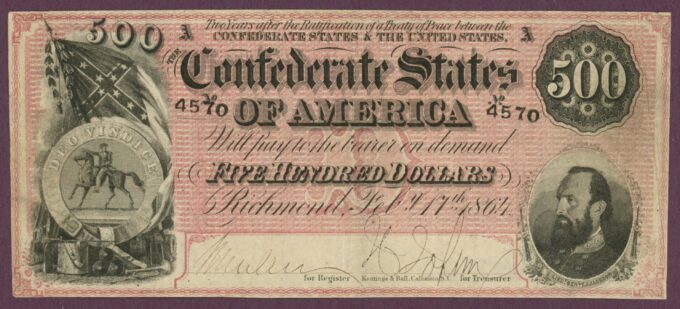 Two Years after the Ratification of a Treaty of Peace between the
CONFEDERATE STATES & THE UNITED STATES,
500 A A
Confederate States
500
No 4570 No 4570
OF AMERICA
Will pay to the bearer on demand
DEO VINDICE
FIVE HUNDRED DOLLARS
Richmond, Feby. 17th. 1864.
for Register Keatinge & Ball, Columbia, S.C. for Treasurer